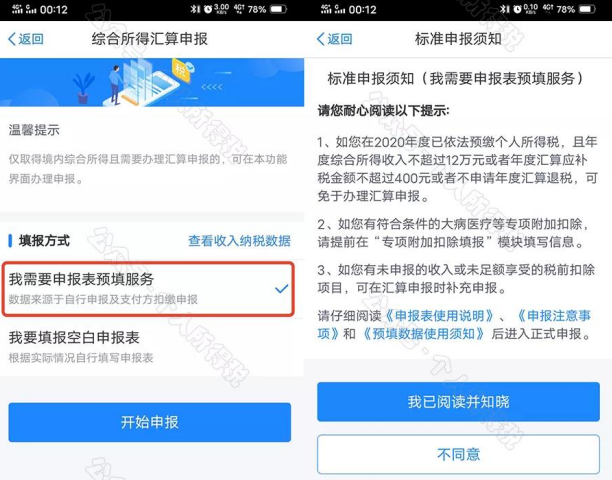 00:12
3.00 KB/s
78%
返回
综合所得汇算申报
温馨提示
仅取得境内综合所得且需要办理汇算申报的，可在本功能
界面办理申报。
填报方式
查看收入纳税数据
我需要申报表预填服务
数据来源于自行申报及支付方扣缴申报
我要填报空白申报表
根据实际情况自行填写申报表
开始申报
00:12
0.10 KB/s
78%
返回
标准申报须知
标准申报须知（我需要申报表预填服务）
请您耐心阅读以下提示:
1、如您在2020年度已依法预缴个人所得税，且年
度综合所得收入不超过12万元或者年度汇算应补
税金额不超过400元或者不申请年度汇算退税，可
免于办理汇算申报。
2、如您有符合条件的大病医疗等专项附加扣除，
请提前在“专项附加扣除填报”模块填写信息。
3、如您有未申报的收入或未足额享受的税前扣除
项目，可在汇算申报时补充申报。
请仔细阅读《申报表使用说明》、《申报注意事
项》和《预填数据使用须知》后进入正式申报。
我已阅读并知晓
不同意